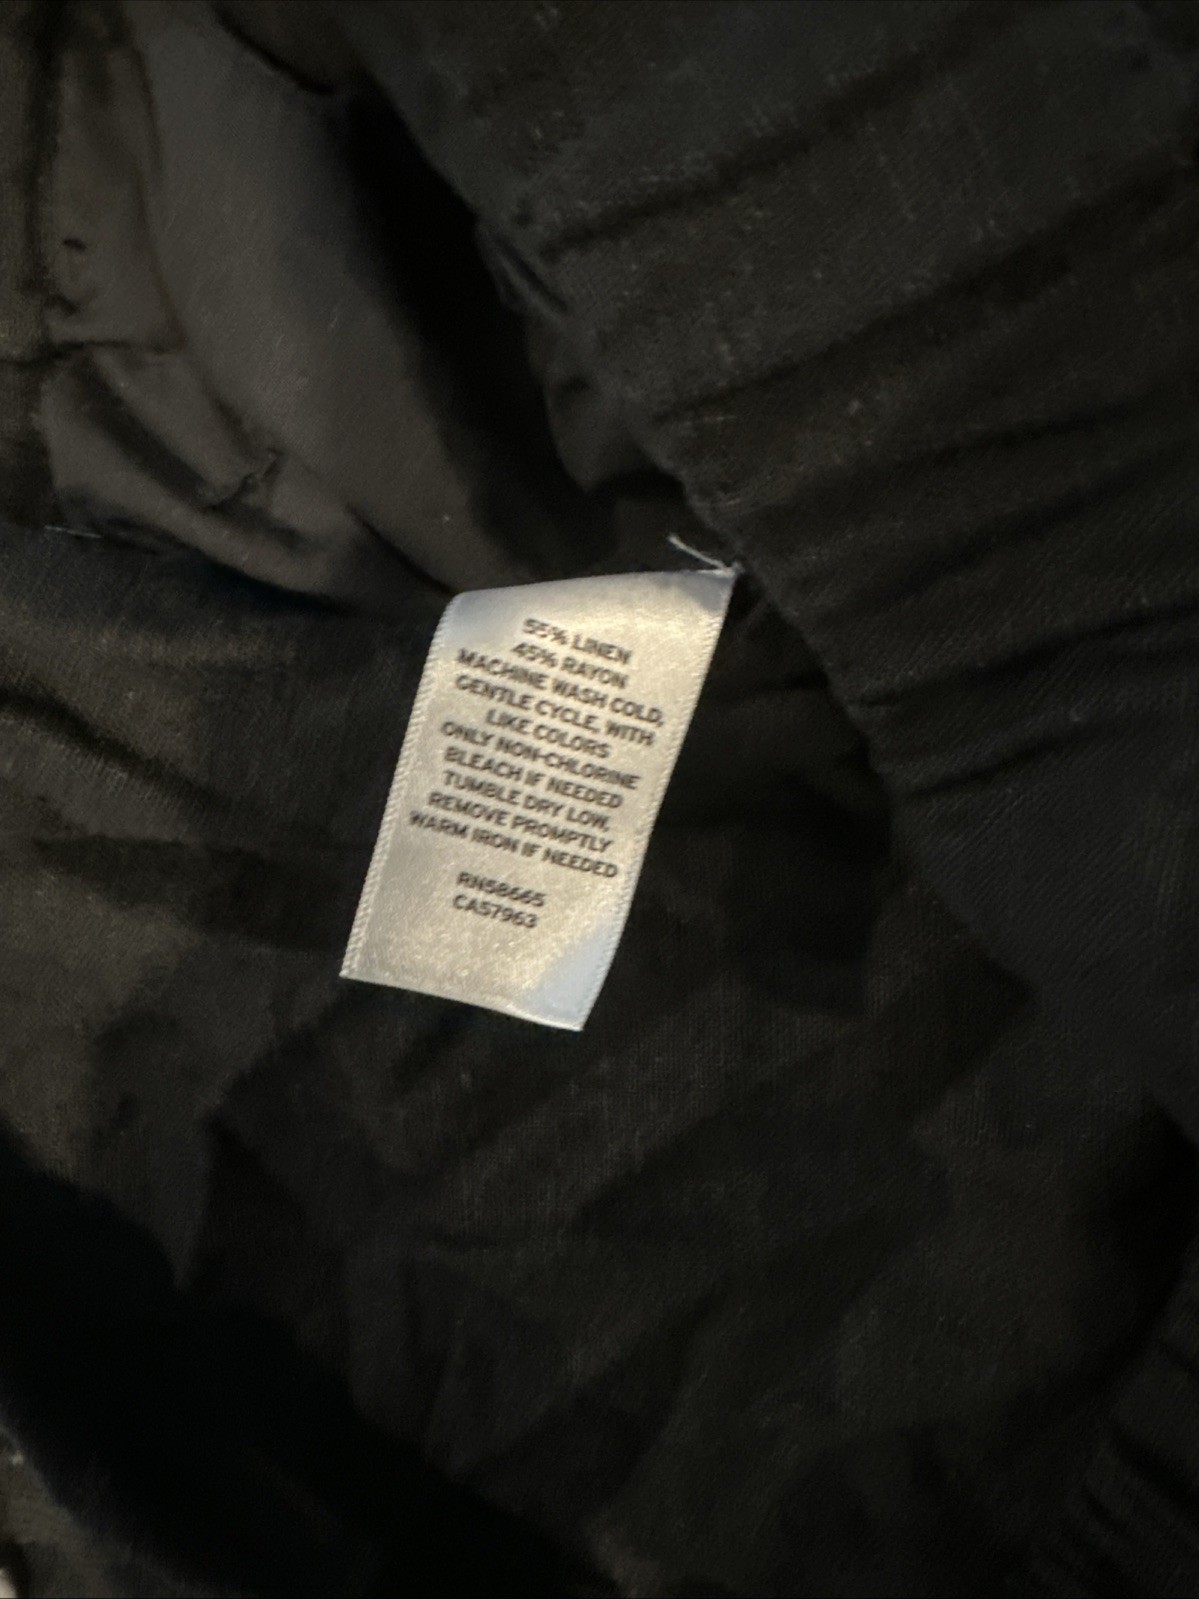 55% LINEN
45% RAYON
MACHINE WASH COLD,
GENTLE CYCLE, WITH
LIKE COLORS
ONLY NON-CHLORINE
BLEACH IF NEEDED
TUMBLE DRY LOW,
REMOVE PROMPTLY
WARM IRON IF NEEDED
RN58665
CA57963